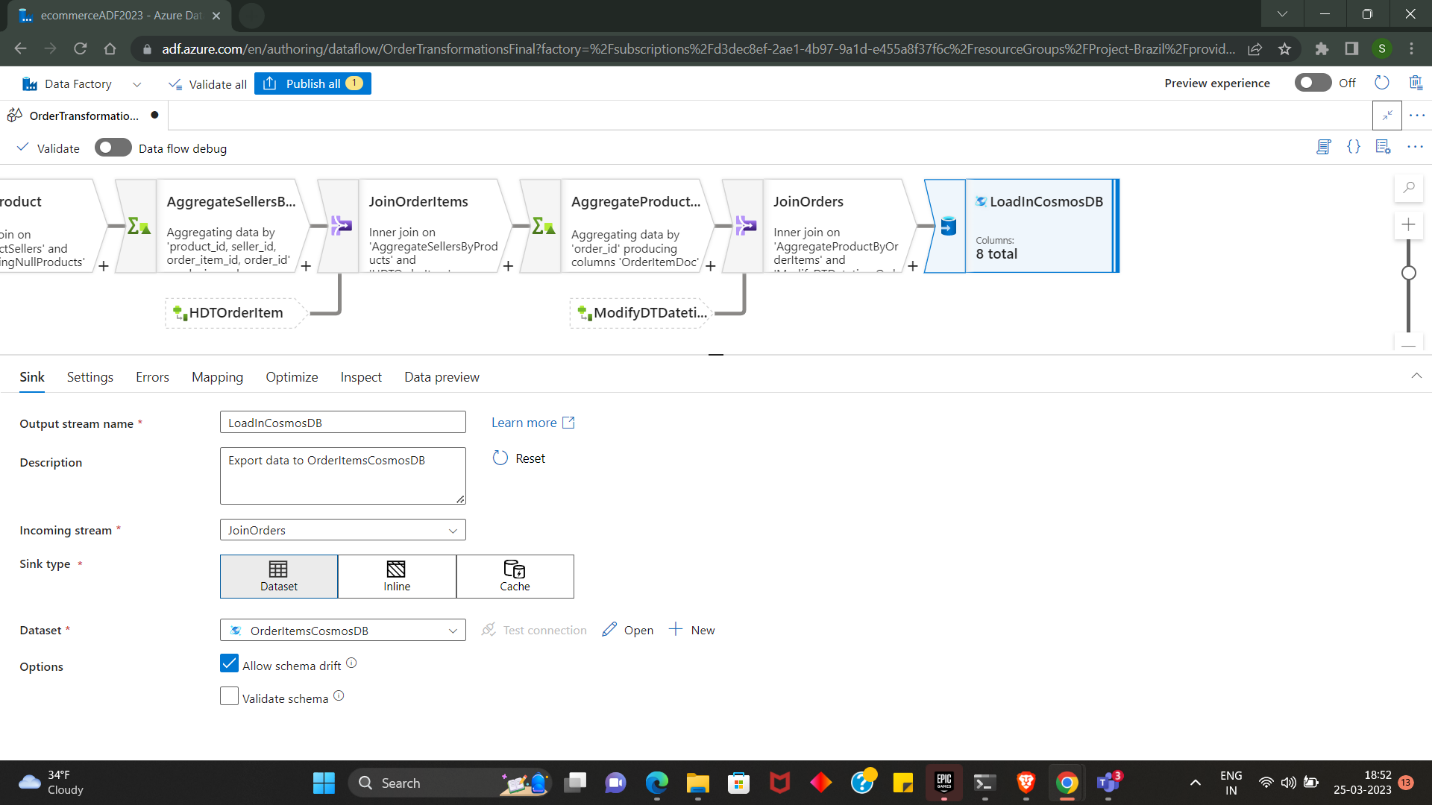 ecommerceADF2023 - Azure Dat
adf.azure.com/en/authoring/dataflow/OrderTransformationsFinal?factory=%2Fsubscriptions%2Fd3dec8ef-2ae1-4b97-9a1d-e455a8f37f6c%2FresourceGroups%2FProject-Brazil%2Fprovid...
S
Data Factory
Validate all
Publish all
1
Preview experience
Off
OrderTransformatio...
Validate
Data flow debug
roduct
oin on
ctSellers' and
ingNullProducts'
AggregateSellersB...
Aggregating data by
'product_id, seller_id,
order_item_id, order_id'
JoinOrderItems
Inner join on
'AggregateSellersByProd
ucts' and
AggregateProduct...
Aggregating data by
'order_id' producing
columns 'OrderItemDoc'
JoinOrders
Inner join on
'AggregateProductByOr
derItems' and
LoadInCosmosDB
Columns:
8 total
HDTOrderItem
ModifyDTDateti...
Sink
Settings
Errors
Mapping
Optimize
Inspect
Data preview
Output stream name *
LoadInCosmosDB
Learn more
Description
Export data to OrderItemsCosmosDB
Reset
Incoming stream *
JoinOrders
Sink type *
Dataset
Inline
Cache
Dataset *
OrderItemsCosmosDB
Test connection
Open
New
Options
Allow schema drift
Validate schema
34°F
Cloudy
Search
EPIC
GAMES
3
ENG
IN
18:52
25-03-2023
13